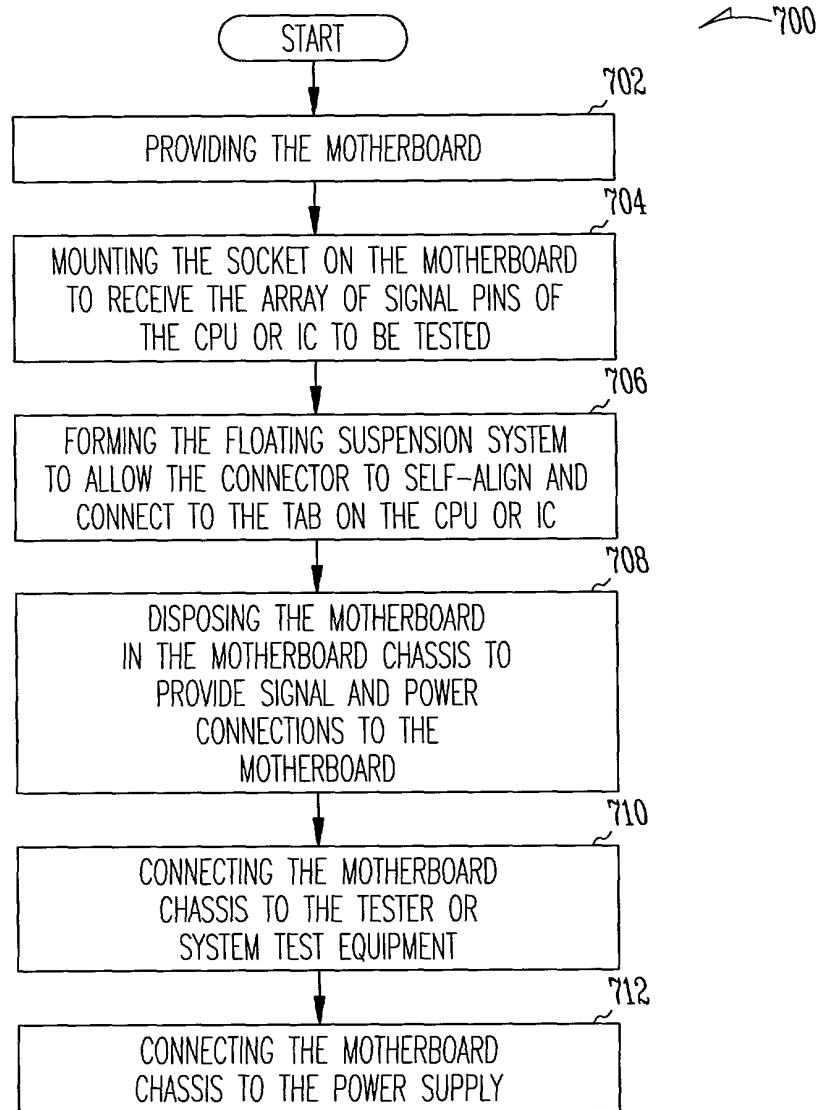 700
START
702
PROVIDING THE MOTHERBOARD
704
MOUNTING THE SOCKET ON THE MOTHERBOARD
TO RECEIVE THE ARRAY OF SIGNAL PINS OF
THE CPU OR IC TO BE TESTED
706
FORMING THE FLOATING SUSPENSION SYSTEM
TO ALLOW THE CONNECTOR TO SELF-ALIGN AND
CONNECT TO THE TAB ON THE CPU OR IC
708
DISPOSING THE MOTHERBOARD
IN THE MOTHERBOARD CHASSIS TO
PROVIDE SIGNAL AND POWER
CONNECTIONS TO THE
MOTHERBOARD
710
CONNECTING THE MOTHERBOARD
CHASSIS TO THE TESTER OR
SYSTEM TEST EQUIPMENT
712
CONNECTING THE MOTHERBOARD
CHASSIS TO THE POWER SUPPLY